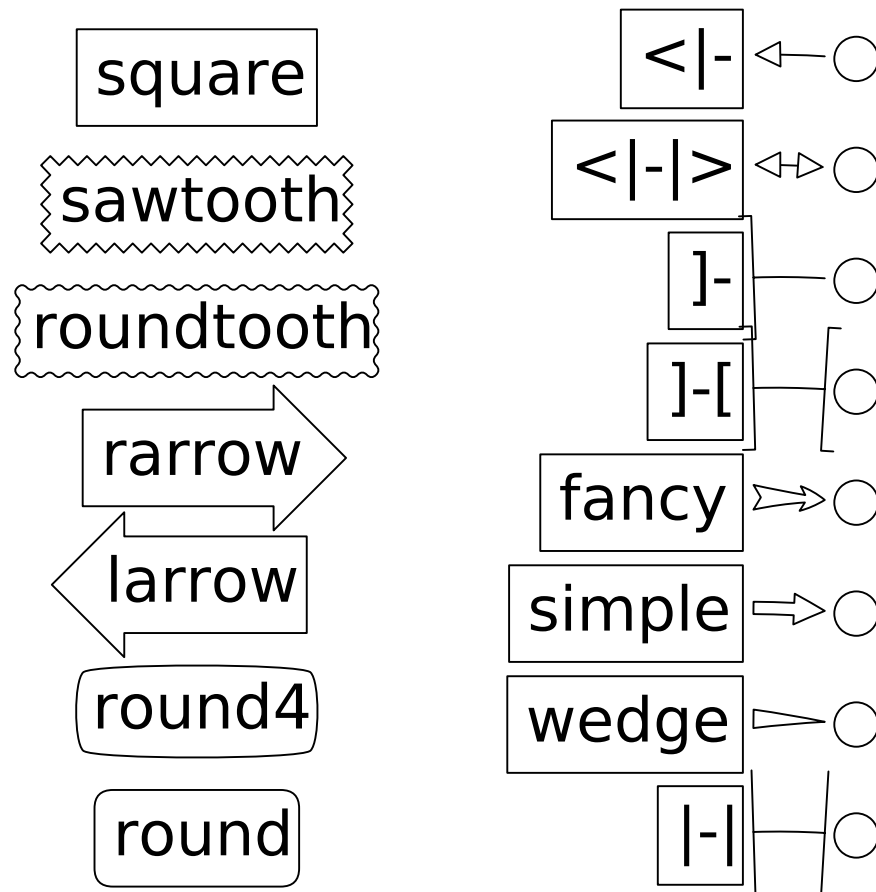 square
sawtooth
roundtooth
rarrow
larrow
round4
round
<|-
<|-|>
]-
]-[
fancy
simple
wedge
|-|